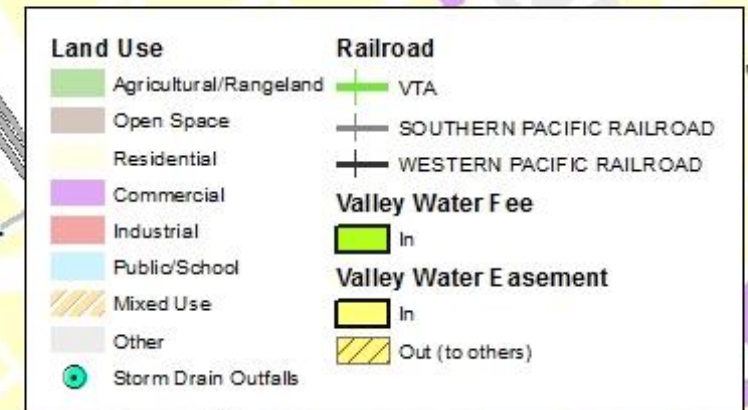 Land Use
Agricultural/Rangeland
Open Space
Residential
Commercial
Industrial
Public/School
Mixed Use
Other
Storm Drain Outfalls
Railroad
VTA
SOUTHERN PACIFIC RAILROAD
WESTERN PACIFIC RAILROAD
Valley Water Fee
In
Valley Water Easement
In
Out (to others)